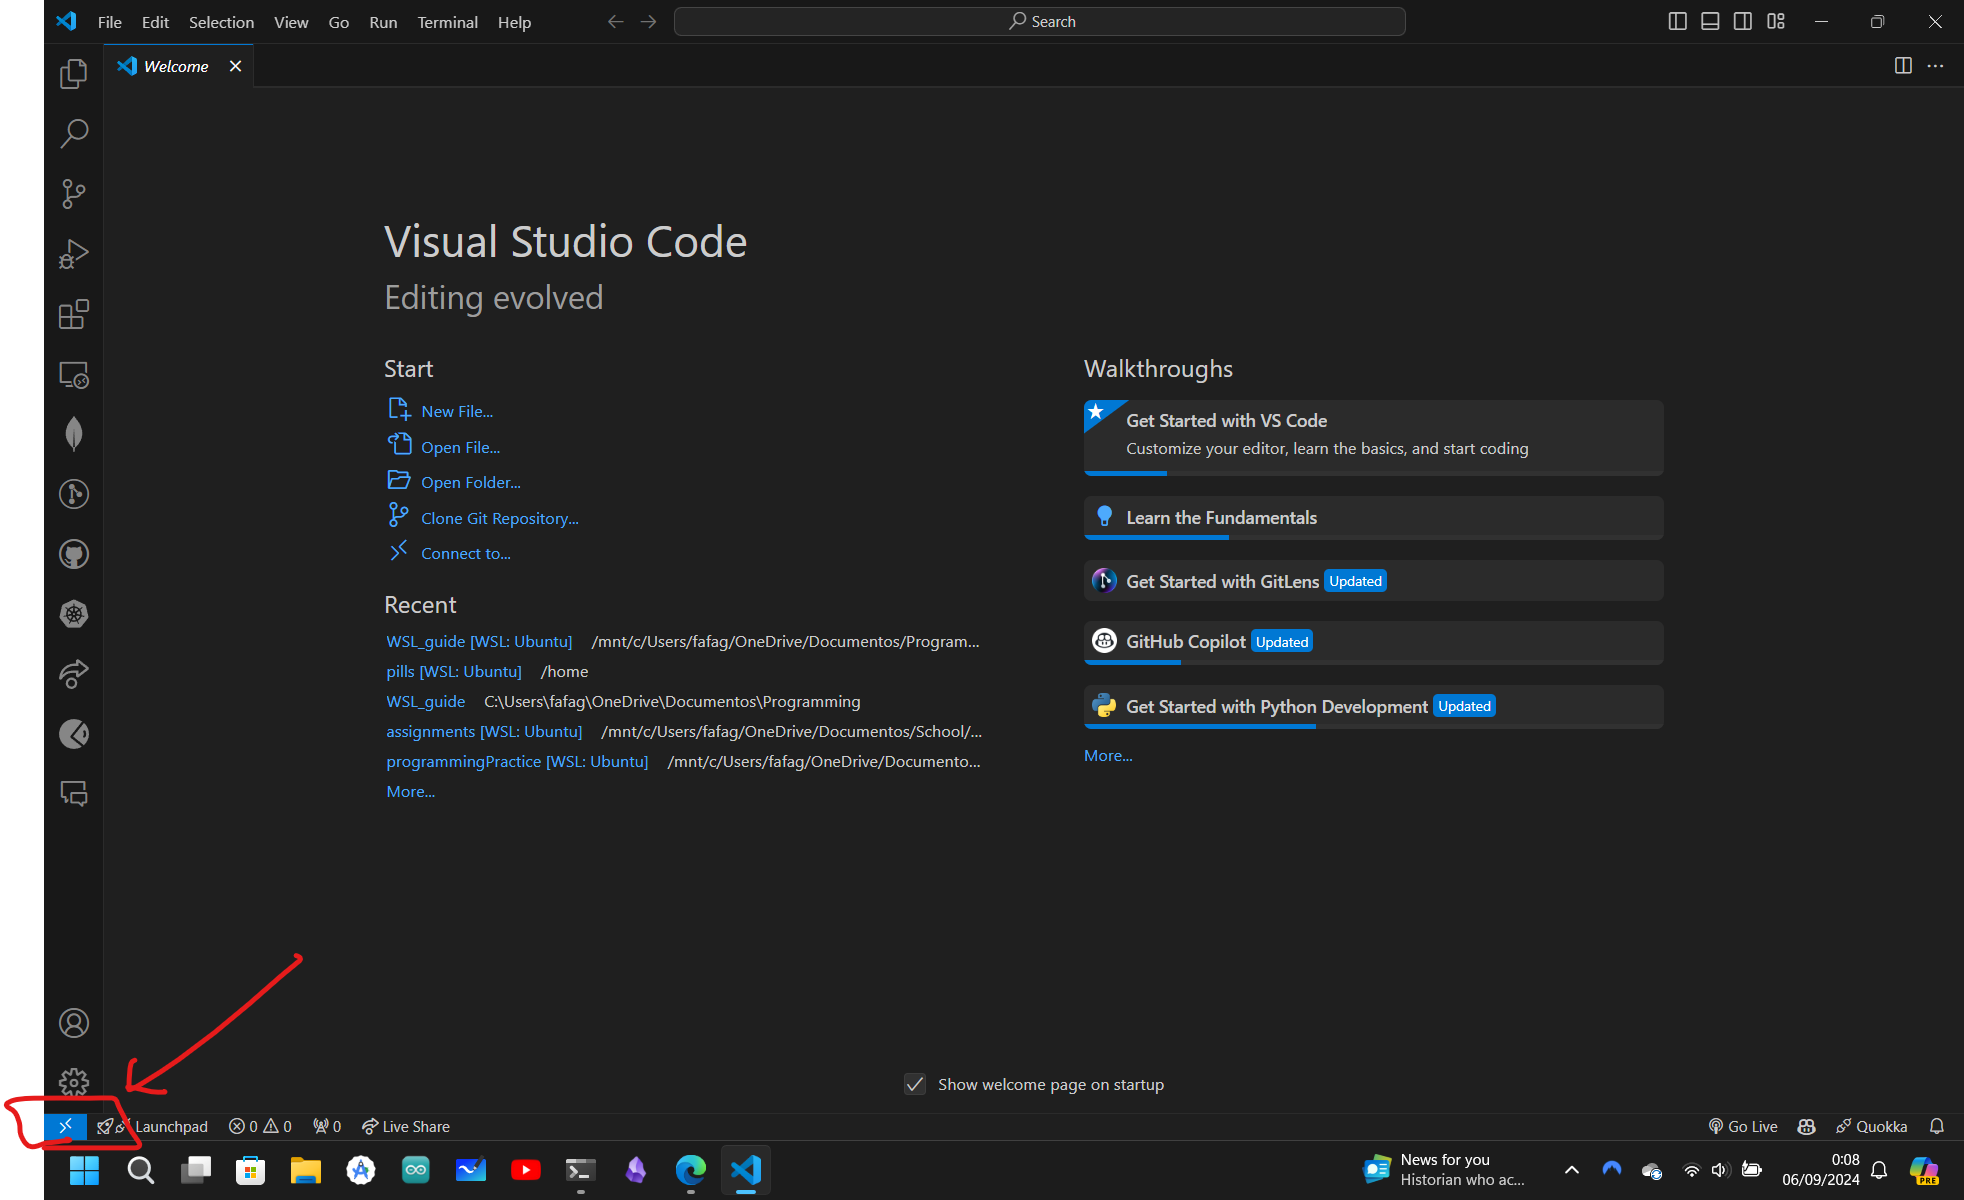 File Edit Selection View Go Run Terminal Help
Search
Welcome
Visual Studio Code
Editing evolved
Start
New File...
Open File...
Open Folder...
Clone Git Repository...
Connect to...
Recent
WSL_guide [WSL: Ubuntu] /mnt/c/Users/fafag/OneDrive/Documentos/Program...
pills [WSL: Ubuntu] /home
WSL_guide C:\Users\fafag\OneDrive\Documentos\Programming
assignments [WSL: Ubuntu] /mnt/c/Users/fafag/OneDrive/Documentos/School/...
programmingPractice [WSL: Ubuntu] /mnt/c/Users/fafag/OneDrive/Documento...
More...
Walkthroughs
Get Started with VS Code
Customize your editor, learn the basics, and start coding
Learn the Fundamentals
Get Started with GitLens Updated
GitHub Copilot Updated
Get Started with Python Development Updated
More...
Show welcome page on startup
Launchpad 0 0 0 Live Share
Go Live Quokka
News for you
Historian who ac...
0:08
06/09/2024
PRE